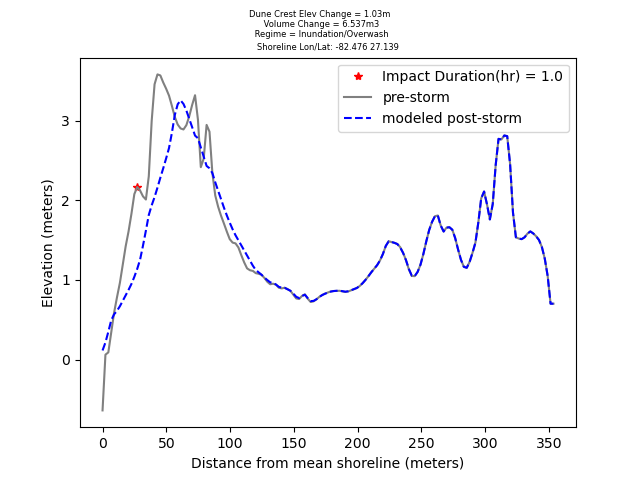 Dune Crest Elev Change = 1.03m
Volume Change = 6.537m3
Regime = Inundation/Overwash
Shoreline Lon/Lat: -82.476 27.139
Impact Duration(hr) = 1.0
pre-storm
modeled post-storm
Elevation (meters)
3
2
1
0
0 50 100 150 200 250 300 350
Distance from mean shoreline (meters)